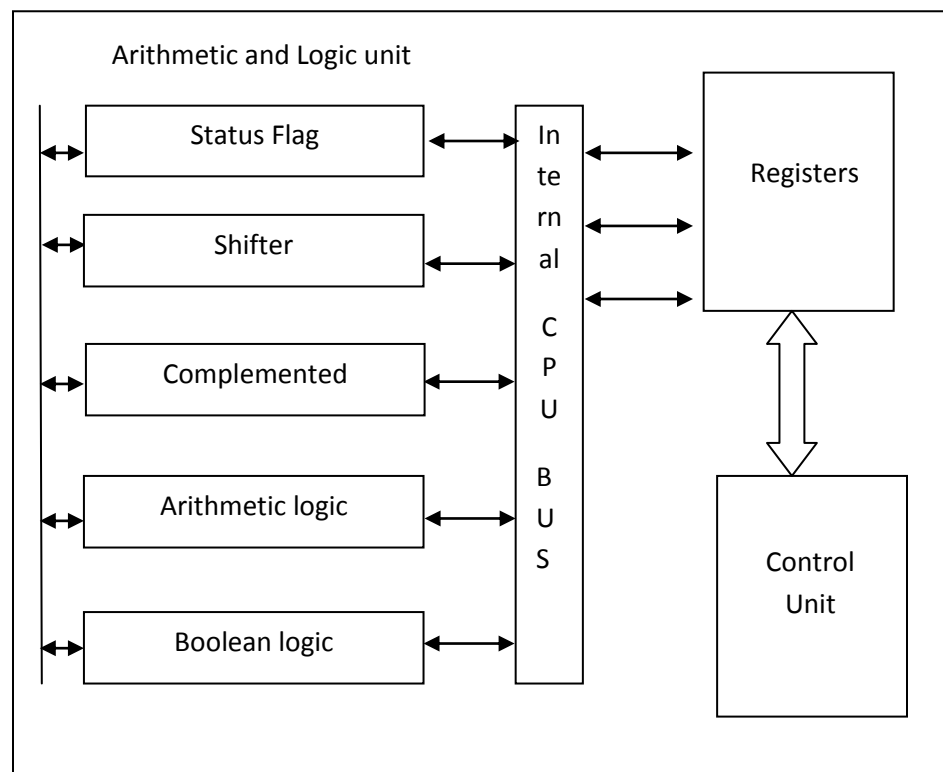 Arithmetic and Logic unit
Status Flag
Shifter
Complemented
Arithmetic logic
Boolean logic
In
te
rn
al
C
P
U
B
U
S
Registers
Control
Unit